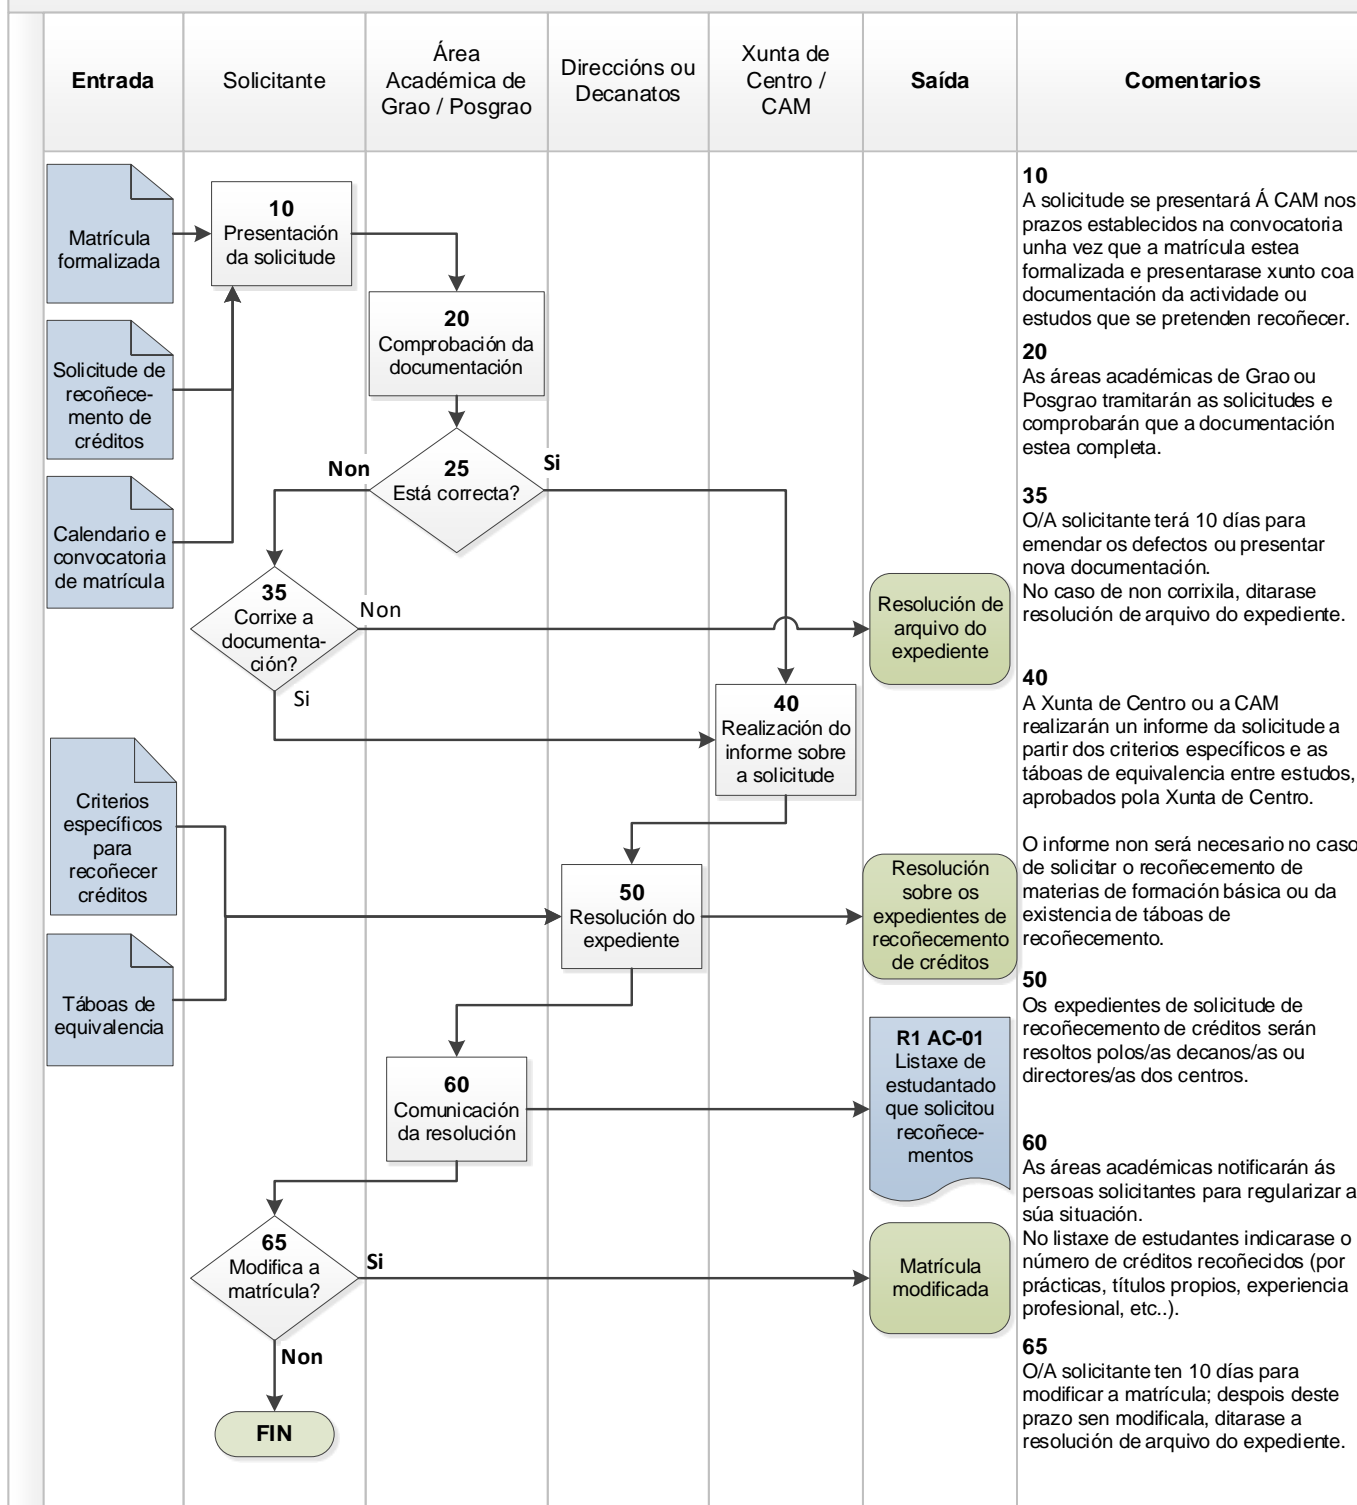 Entrada
Solicitante
Área
Académica de
Grao / Posgrao
Direccións ou
Decanatos
Xunta de
Centro /
CAM
Saída
Comentarios
Matrícula
formalizada
Solicitude de
recoñece-
mento de
créditos
Calendario e
convocatoria
de matrícula
Criterios
específicos
para
recoñecer
créditos
Táboas de
equivalencia
10
Presentación
da solicitude
20
Comprobación da
documentación
25
Está correcta?
Non
Si
35
Corrixe a
documenta-
ción?
Non
Si
40
Realización do
informe sobre
a solicitude
50
Resolución do
expediente
60
Comunicación
da resolución
65
Modifica a
matrícula?
Si
Non
FIN
Resolución de
arquivo do
expediente
Resolución
sobre os
expedientes de
recoñecemento
de créditos
R1 AC-01
Listaxe de
estudantado
que solicitou
recoñece-
mentos
Matrícula
modificada
10
A solicitude se presentará Á CAM nos
prazos establecidos na convocatoria
unha vez que a matrícula estea
formalizada e presentarase xunto coa
documentación da actividade ou
estudos que se pretenden recoñecer.
20
As áreas académicas de Grao ou
Posgrao tramitarán as solicitudes e
comprobarán que a documentación
estea completa.
35
O/A solicitante terá 10 días para
emendar os defectos ou presentar
nova documentación.
No caso de non corrixila, ditarase
resolución de arquivo do expediente.
40
A Xunta de Centro ou a CAM
realizarán un informe da solicitude a
partir dos criterios específicos e as
táboas de equivalencia entre estudos,
aprobados pola Xunta de Centro.
O informe non será necesario no caso
de solicitar o recoñecemento de
materias de formación básica ou da
existencia de táboas de
recoñecemento.
50
Os expedientes de solicitude de
recoñecemento de créditos serán
resoltos polos/as decanos/as ou
directores/as dos centros.
60
As áreas académicas notificarán ás
persoas solicitantes para regularizar a
súa situación.
No listaxe de estudantes indicarase o
número de créditos recoñecidos (por
prácticas, títulos propios, experiencia
profesional, etc..).
65
O/A solicitante ten 10 días para
modificar a matrícula; despois deste
prazo sen modificala, ditarase a
resolución de arquivo do expediente.